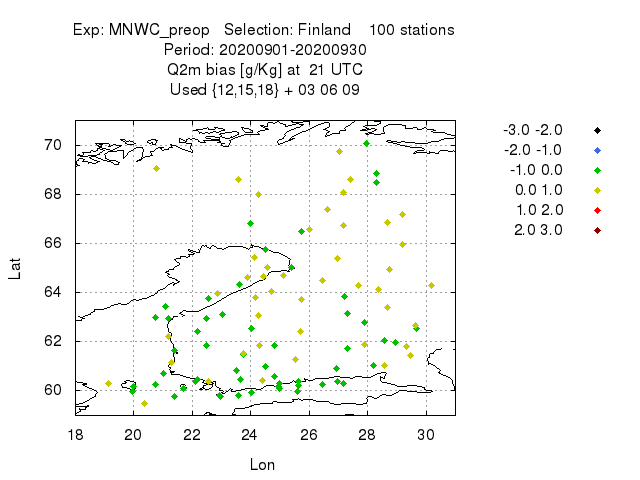 Exp: MNWC_preop   Selection: Finland    100 stations
Period: 20200901-20200930
Q2m bias [g/Kg] at  21 UTC
Used {12,15,18} + 03 06 09
-3.0 -2.0
-2.0 -1.0
-1.0 0.0
0.0 1.0
1.0 2.0
2.0 3.0
70
68
66
64
62
60
Lat
18 20 22 24 26 28 30
Lon